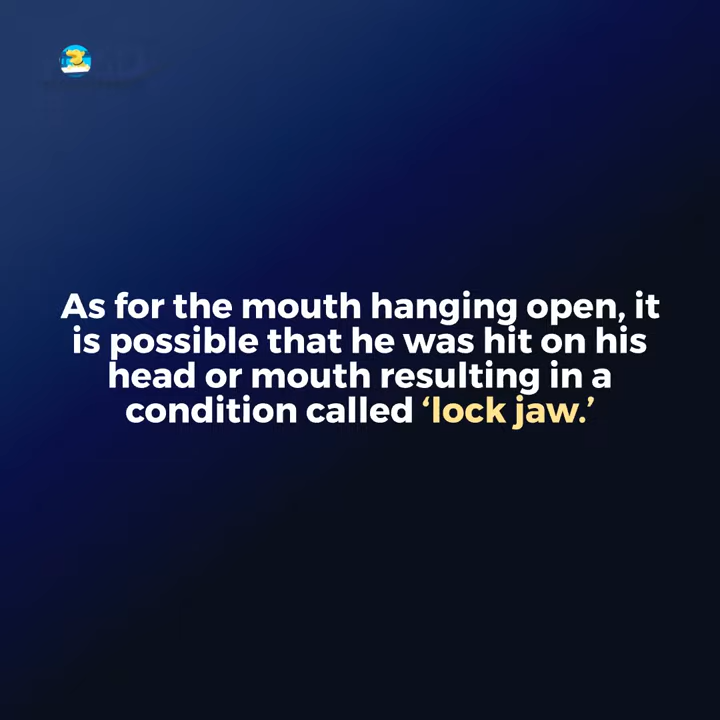 As for the mouth hanging open, it
is possible that he was hit on his
head or mouth resulting in a
condition called ‘lock jaw.’